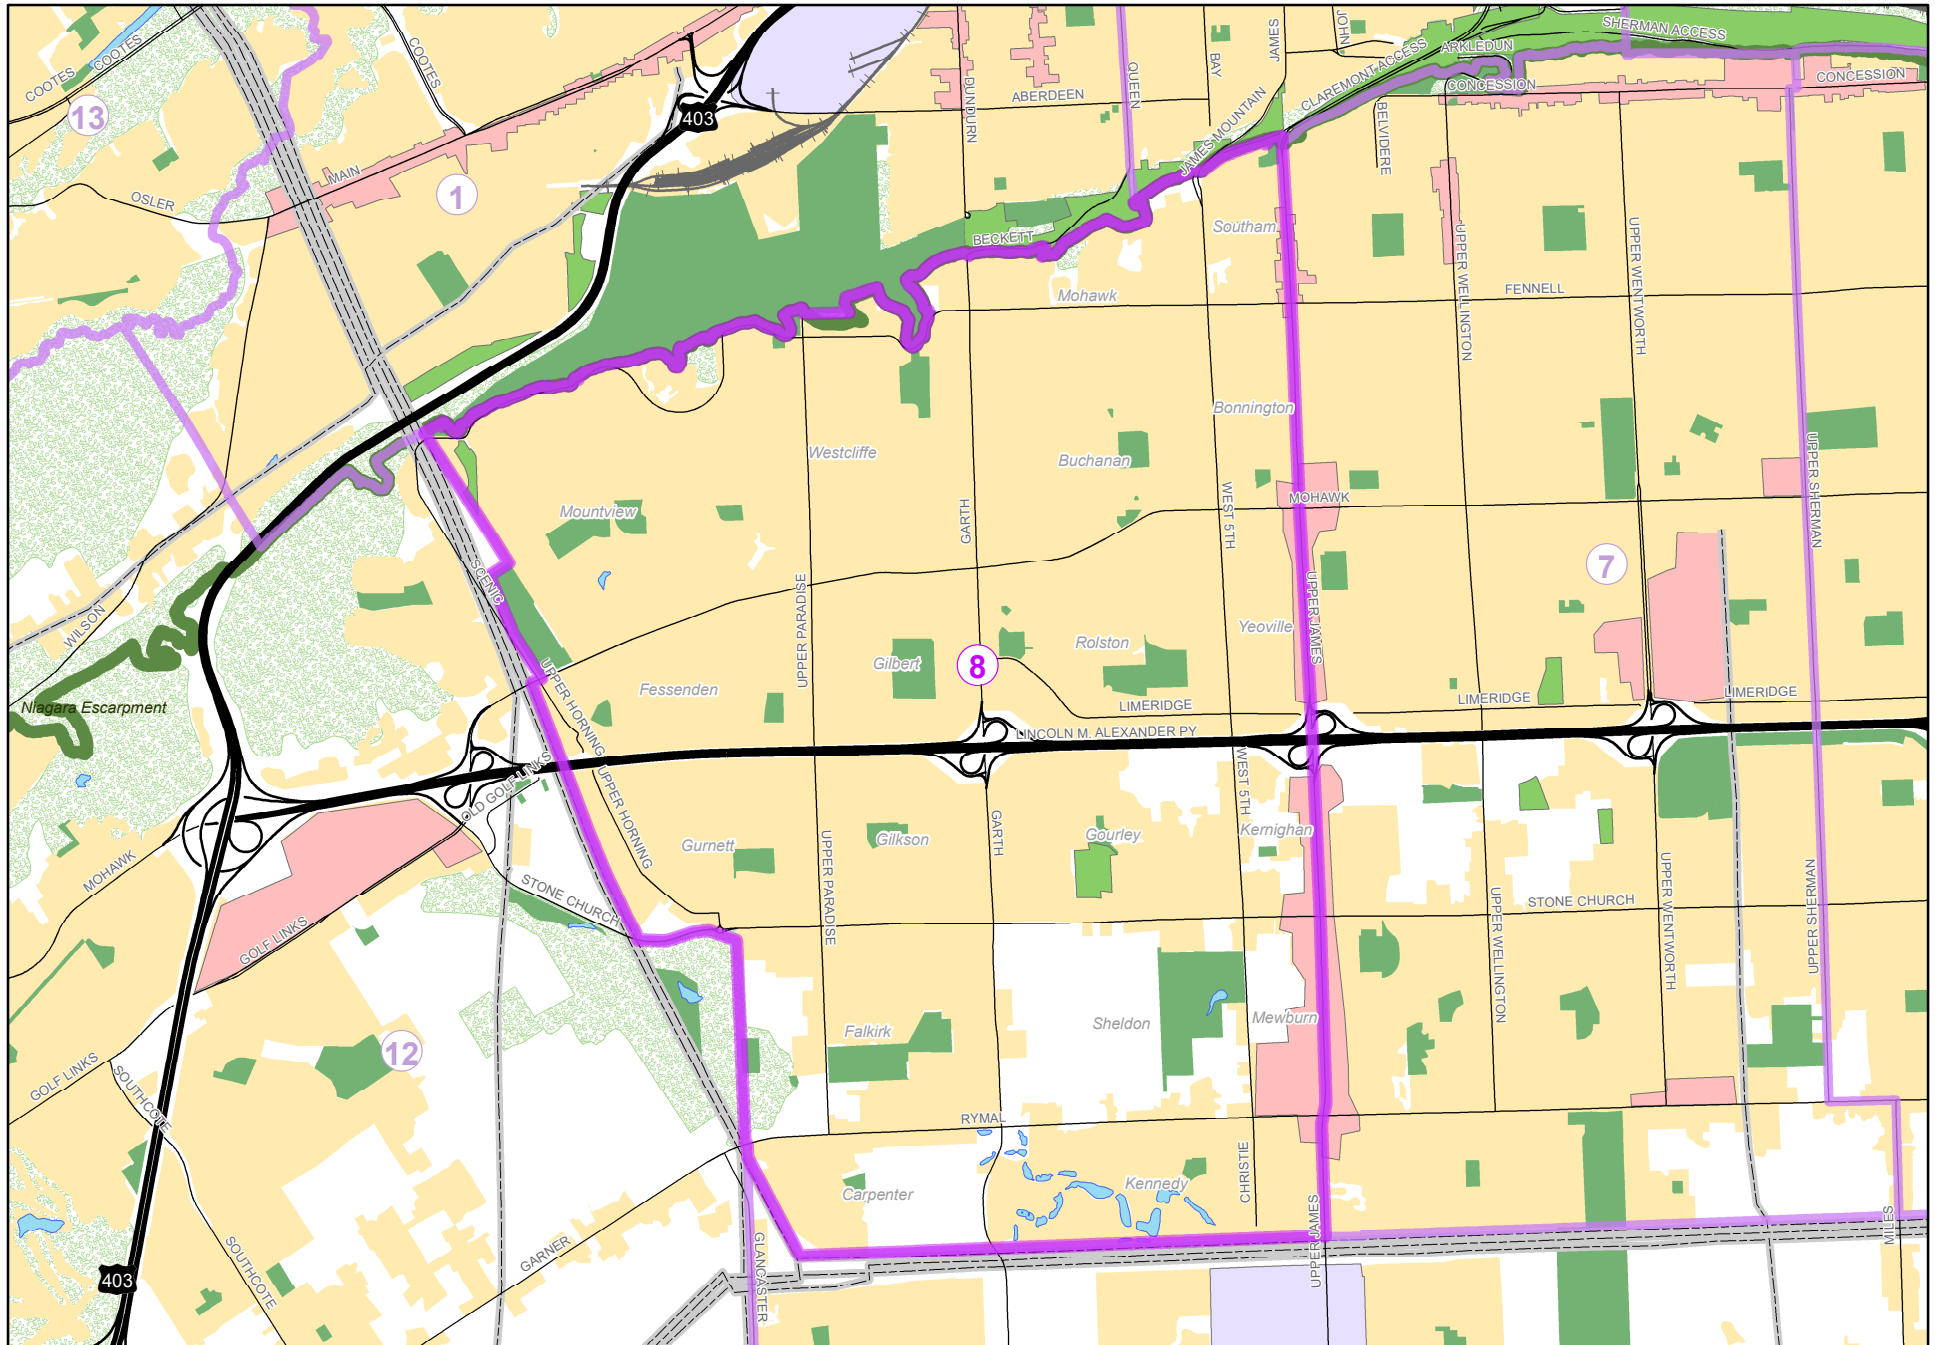 COOTES
COOTES
COOTES
13
403
DUNDURN
ABERDEEN
QUEEN
BAY
JAMES
JOHN
SHERMAN ACCESS
ARKLEDUN
CLAREMONT ACCESS
CONCESSION
CONCESSION
BELVIDERE
JAMES MOUNTAIN
MAIN
1
OSLER
BECKETT
Southam
UPPER WELLINGTON
UPPER WENTWORTH
Mohawk
FENNELL
Bonnington
Westcliffe
Buchanan
Mountview
GARTH
WEST 5TH
MOHAWK
UPPER SHERMAN
7
SCENIC
UPPER PARADISE
UPPER JAMES
WILSON
Yeoville
Rolston
Gilbert
8
Fessenden
Niagara Escarpment
UPPER HORNING
LIMERIDGE
LIMERIDGE
LIMERIDGE
LINCOLN M. ALEXANDER PY
OLD GOLF LINKS
UPPER HORNING
WEST 5TH
Gurnett
UPPER PARADISE
Gilkson
GARTH
Gourley
Kernighan
MOHAWK
STONE CHURCH
STONE CHURCH
UPPER WELLINGTON
UPPER WENTWORTH
UPPER SHERMAN
GOLF LINKS
Falkirk
Sheldon
Mewburn
12
GOLF LINKS
SOUTHCOTE
RYMAL
CHRISTIE
Carpenter
Kennedy
UPPER JAMES
MILES
SOUTHCOTE
GARNER
GLANCASTER
403